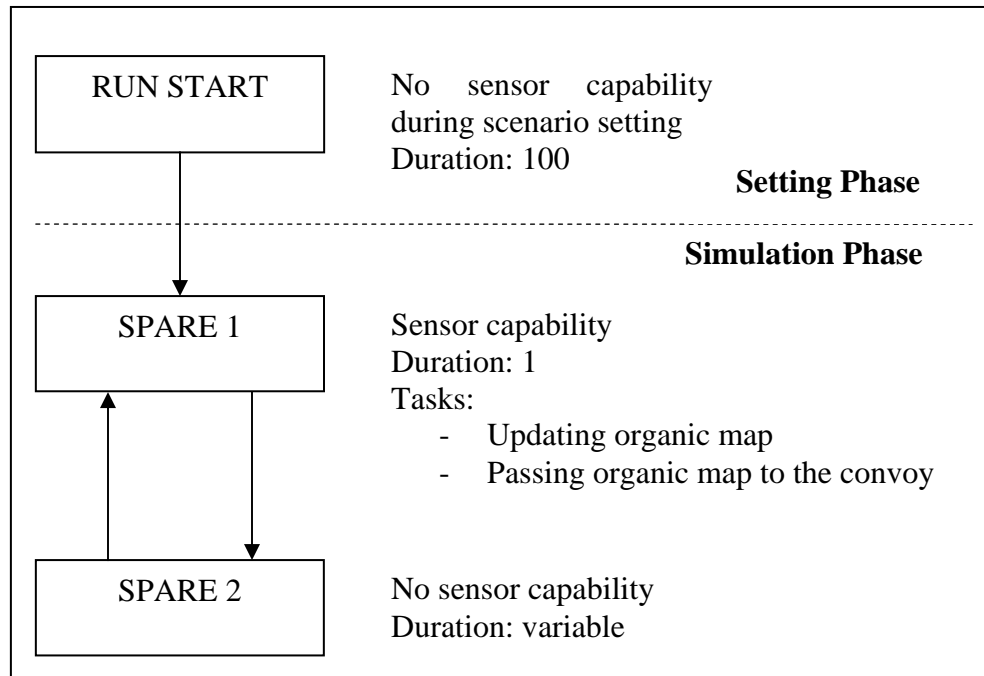 RUN START
No sensor capability
during scenario setting
Duration: 100
Setting Phase
Simulation Phase
SPARE 1
Sensor capability
Duration: 1
Tasks:
- Updating organic map
- Passing organic map to the convoy
SPARE 2
No sensor capability
Duration: variable